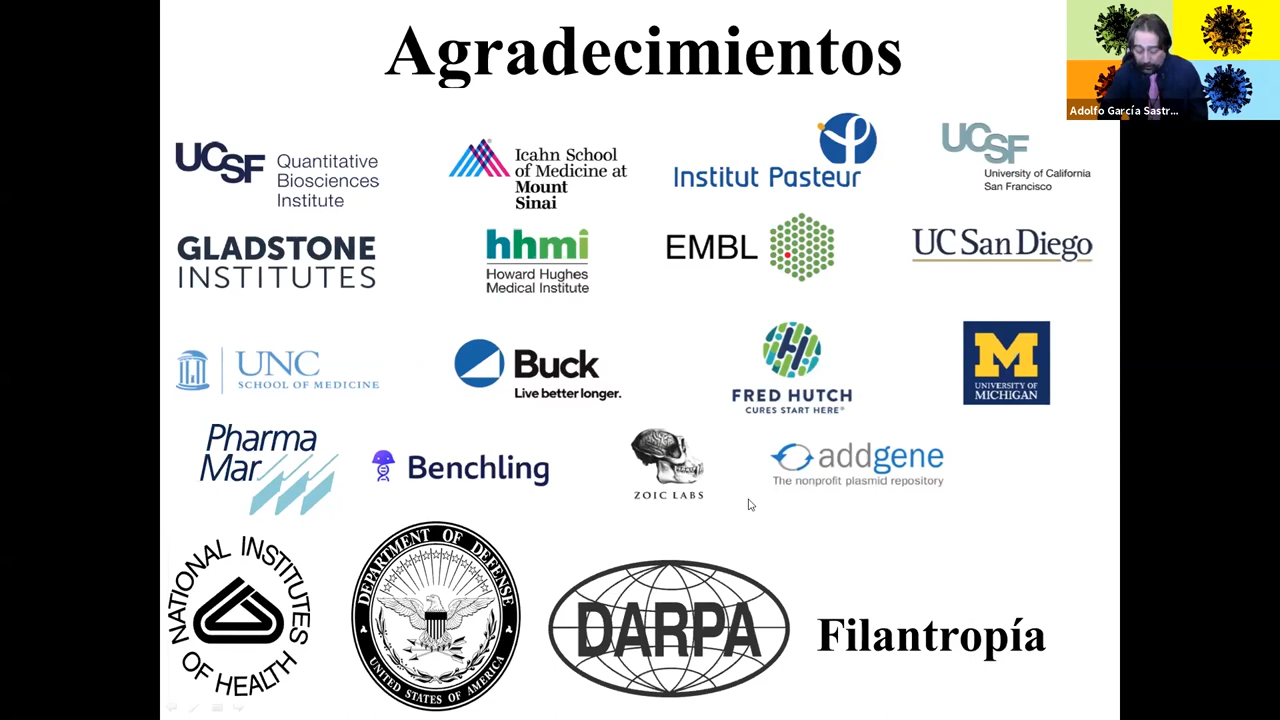 Agradecimientos
Adolfo García Sastr...
UCSF Quantitative
Biosciences
Institute
Icahn School
of Medicine at
Mount
Sinai
Institut Pasteur
UCSF
University of California
San Francisco
GLADSTONE
INSTITUTES
hhmi
Howard Hughes
Medical Institute
EMBL
UC San Diego
UNC
SCHOOL OF MEDICINE
Buck
Live better longer.
FRED HUTCH
CURES START HERE®
M
UNIVERSITY OF
MICHIGAN
Pharma
Mar
Benchling
ZOIC LABS
addgene
The nonprofit plasmid repository
NATIONAL INSTITUTES
OF HEALTH
DEPARTMENT OF DEFENSE
UNITED STATES OF AMERICA
DARPA
Filantropía